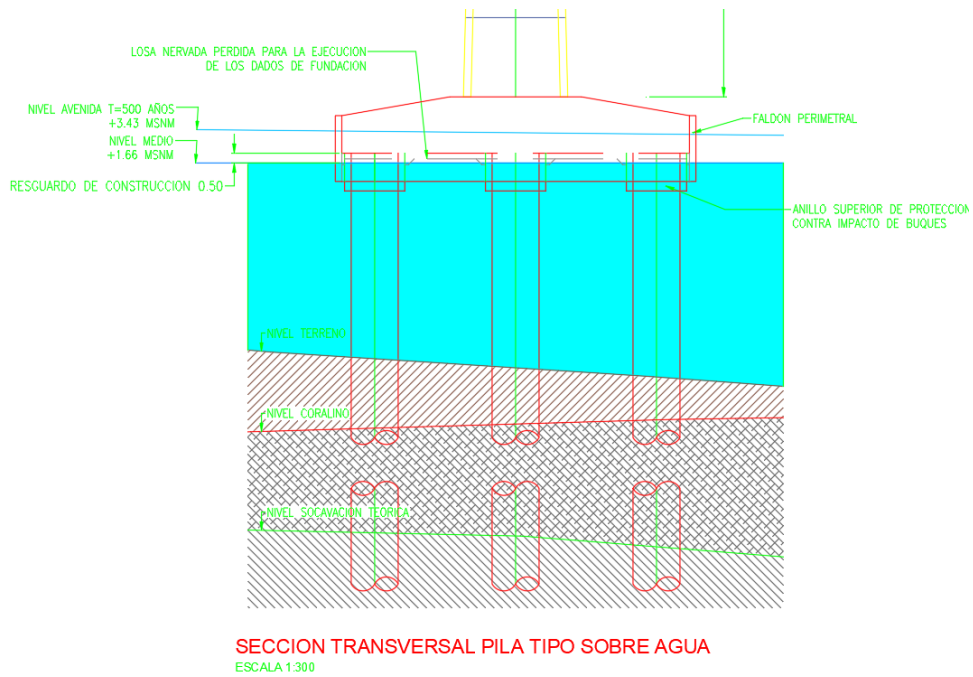 LOSA NERVADA PERDIDA PARA LA EJECUCION
DE LOS DADOS DE FUNDACION
NIVEL AVENIDA T=500 AÑOS
+3.43 MSNM
NIVEL MEDIO
+1.66 MSNM
RESGUARDO DE CONSTRUCCION 0.50
FALDON PERIMETRAL
ANILLO SUPERIOR DE PROTECCION
CONTRA IMPACTO DE BUQUES
NIVEL TERRENO
NIVEL CORALINO
NIVEL SOCAVACION TEORICA
SECCION TRANSVERSAL PILA TIPO SOBRE AGUA
ESCALA 1:300